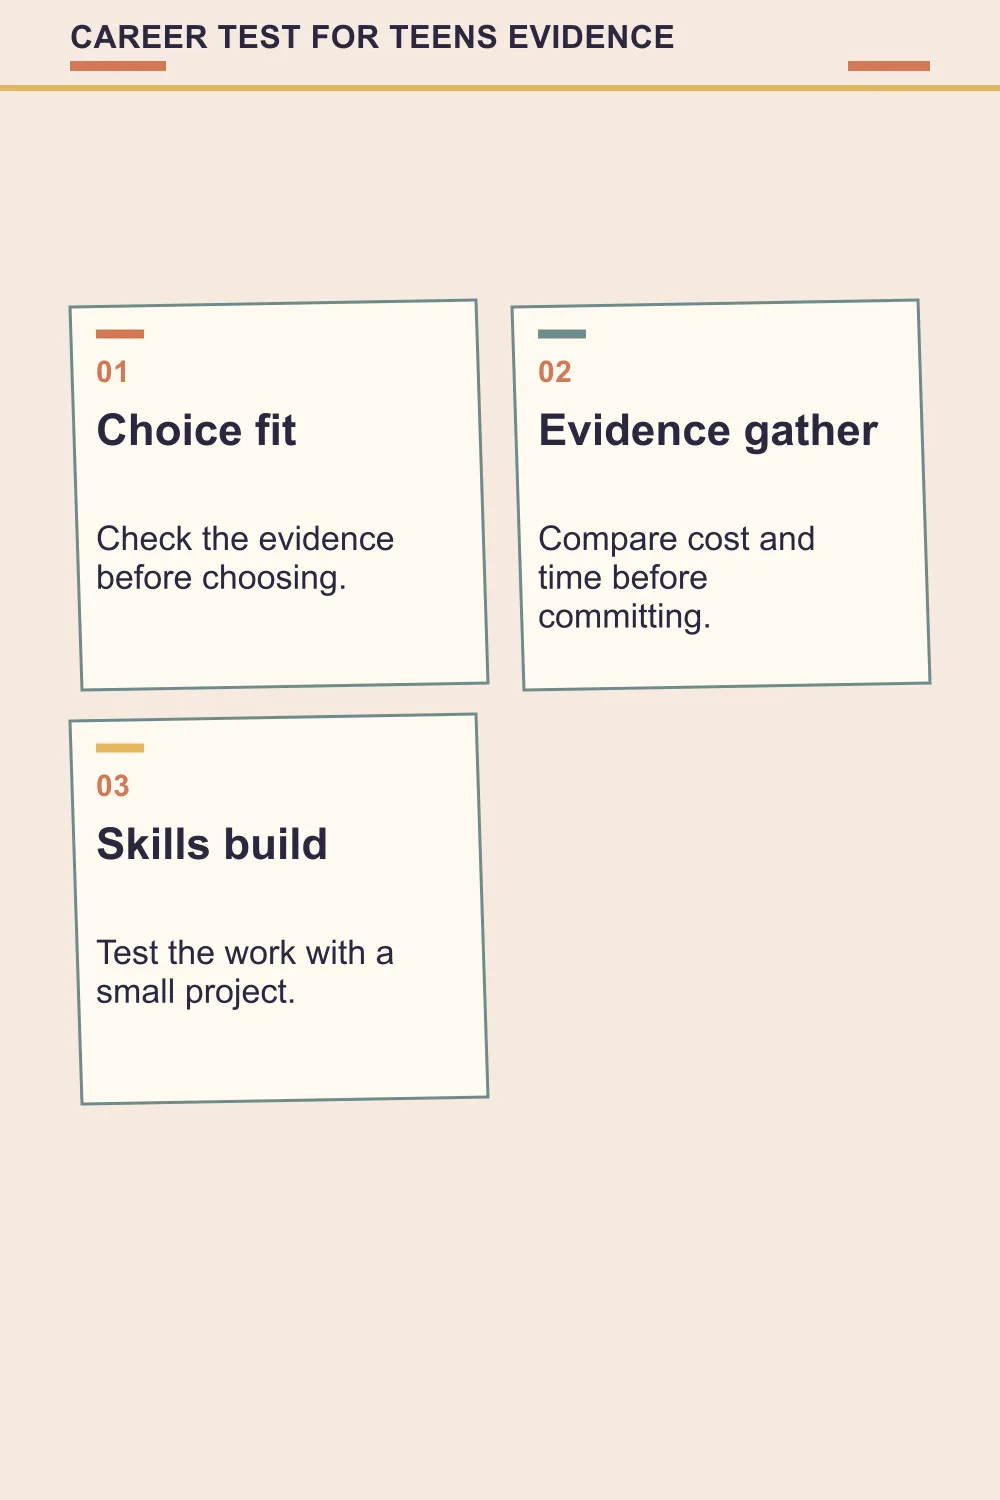 CAREER TEST FOR TEENS EVIDENCE
01
Choice fit
Check the evidence
before choosing.
02
Evidence gather
Compare cost and
time before
committing.
03
Skills build
Test the work with a
small project.